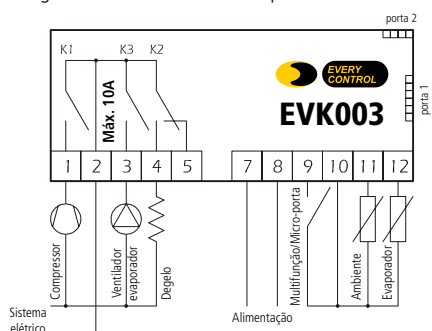 porta 2
K1 K3 K2
Máx. 10A
EVERY
CONTROL
EVK003
porta 1
1 2 3 4 5 7 8 9 10 11 12
Compressor
Ventilador
evaporador
Degelo
Multifunção/Micro-porta
Ambiente
Evaporador
Sistema
elétrico
Alimentação